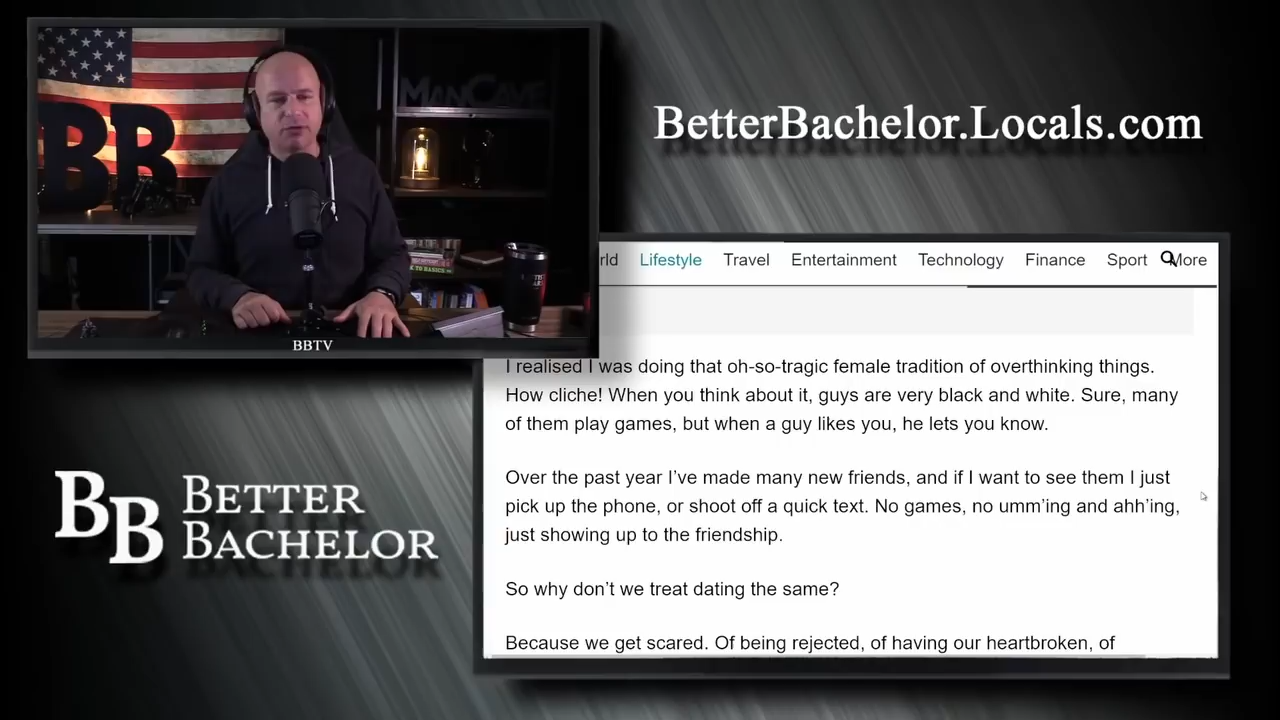 BB
ManCave
BBTV
BetterBachelor.Locals.com
BB
BETTER
BACHELOR
rld Lifestyle Travel Entertainment Technology Finance Sport More
I realised I was doing that oh-so-tragic female tradition of overthinking things.
How cliche! When you think about it, guys are very black and white. Sure, many
of them play games, but when a guy likes you, he lets you know.
Over the past year I’ve made many new friends, and if I want to see them I just
pick up the phone, or shoot off a quick text. No games, no umm’ing and ahh’ing,
just showing up to the friendship.
So why don’t we treat dating the same?
Because we get scared. Of being rejected, of having our heartbroken, of